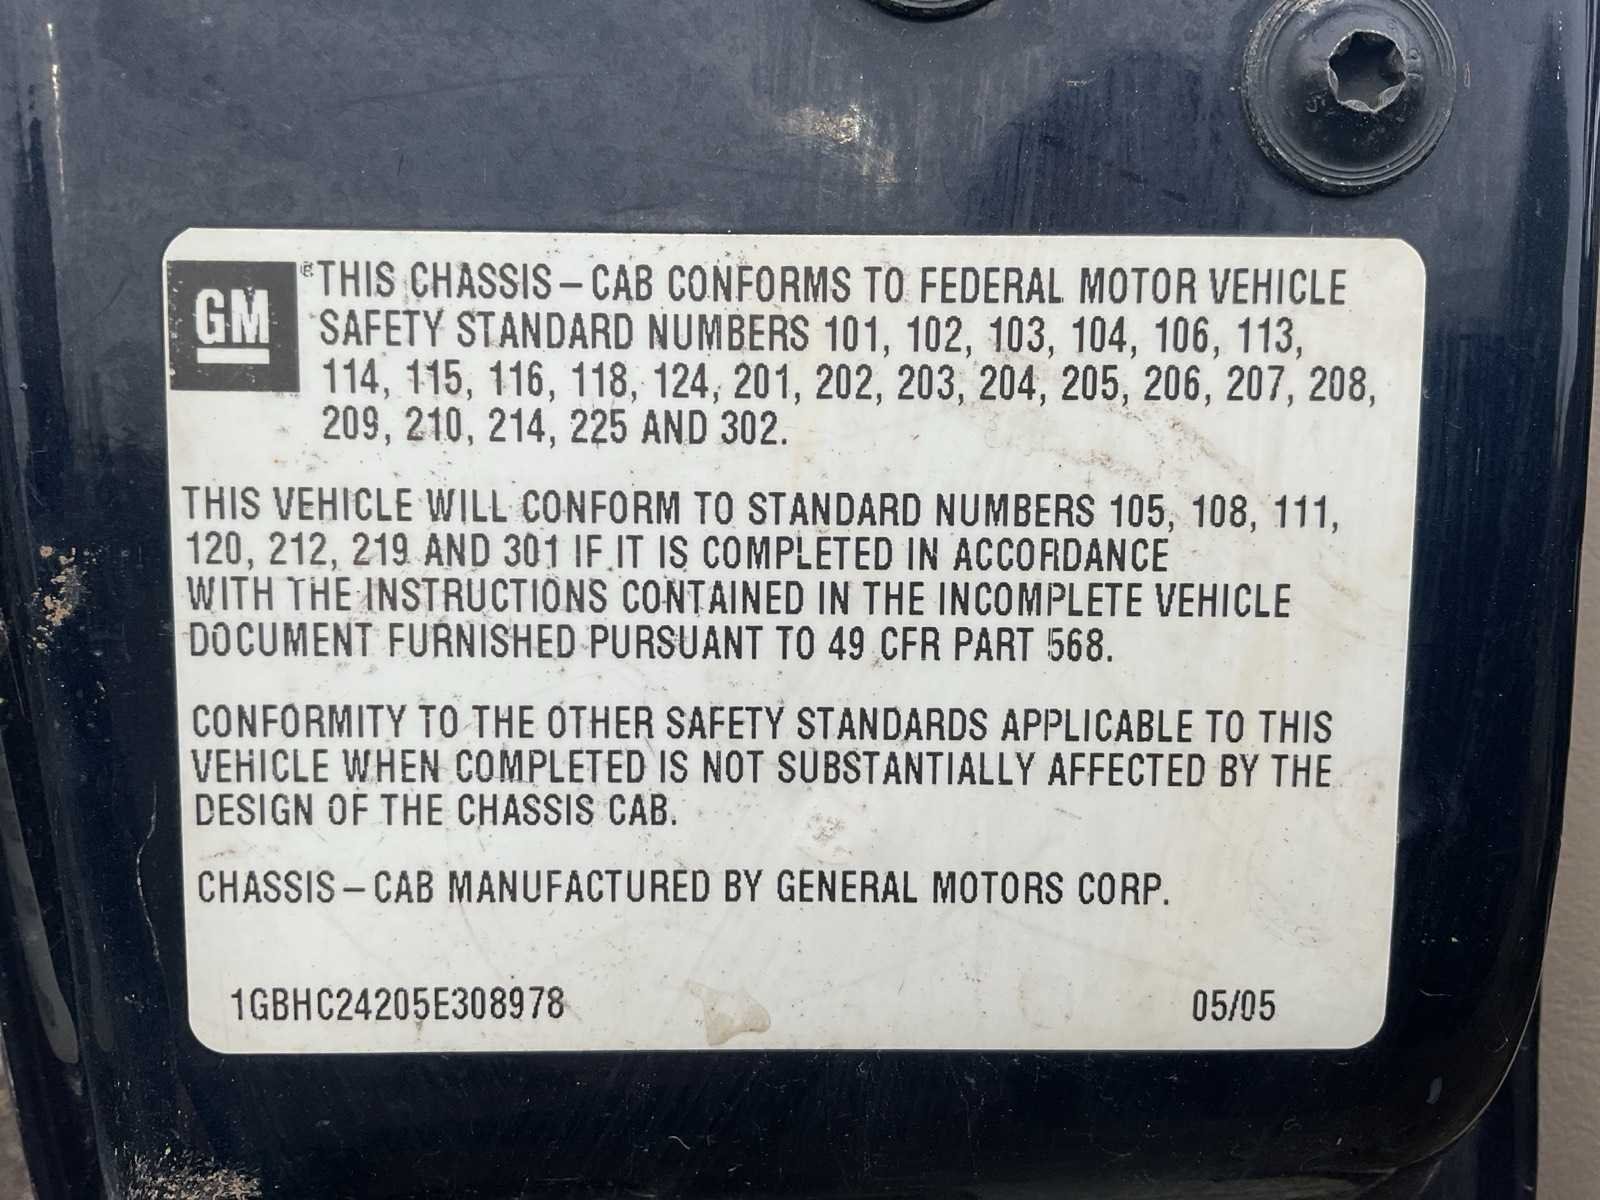 GM
® THIS CHASSIS – CAB CONFORMS TO FEDERAL MOTOR VEHICLE
SAFETY STANDARD NUMBERS 101, 102, 103, 104, 106, 113,
114, 115, 116, 118, 124, 201, 202, 203, 204, 205, 206, 207, 208,
209, 210, 214, 225 AND 302.
THIS VEHICLE WILL CONFORM TO STANDARD NUMBERS 105, 108, 111,
120, 212, 219 AND 301 IF IT IS COMPLETED IN ACCORDANCE
WITH THE INSTRUCTIONS CONTAINED IN THE INCOMPLETE VEHICLE
DOCUMENT FURNISHED PURSUANT TO 49 CFR PART 568.
CONFORMITY TO THE OTHER SAFETY STANDARDS APPLICABLE TO THIS
VEHICLE WHEN COMPLETED IS NOT SUBSTANTIALLY AFFECTED BY THE
DESIGN OF THE CHASSIS CAB.
CHASSIS – CAB MANUFACTURED BY GENERAL MOTORS CORP.
1GBHC24205E308978 05/05